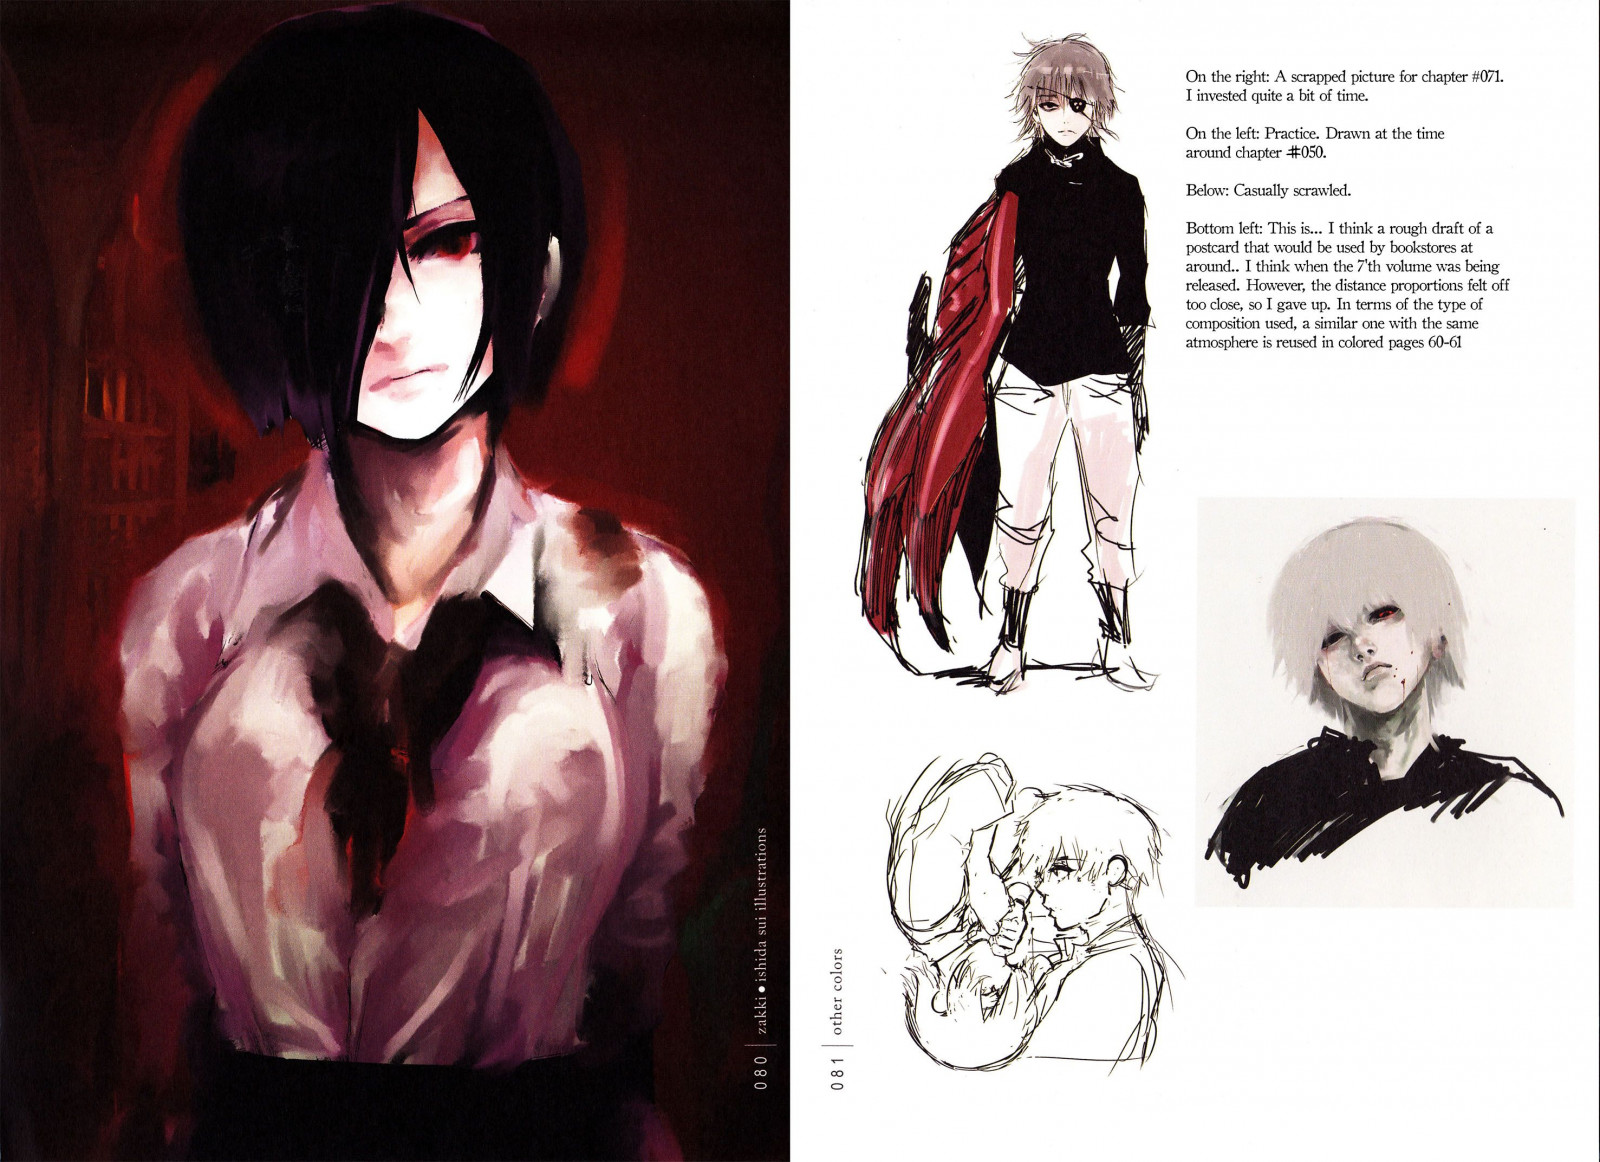 zakki●ishida sui illustrations
080
On the right: A scrapped picture for chapter #071.
I invested quite a bit of time.
On the left: Practice. Drawn at the time
around chapter #050.
Below: Casually scrawled.
Bottom left: This is... I think a rough draft of a
postcard that would be used by bookstores at
around.. I think when the 7'th volume was being
released. However, the distance proportions felt off
too close, so I gave up. In terms of the type of
composition used, a similar one with the same
atmosphere is reused in colored pages 60-61
other colors
081